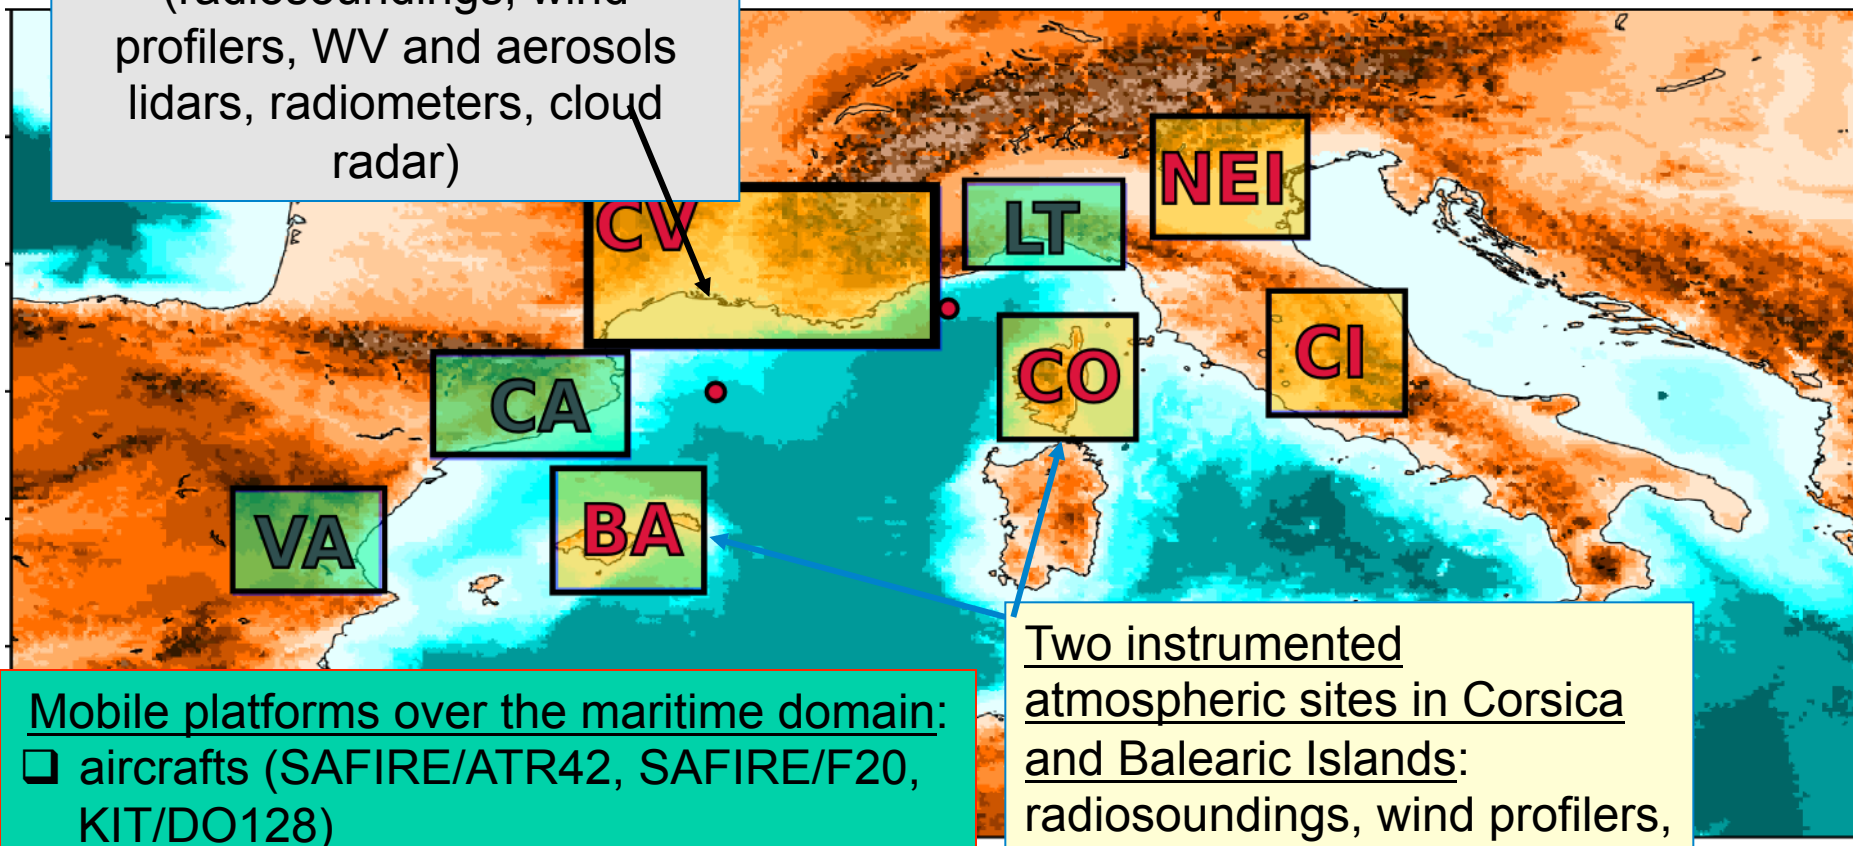 (radiosoundings, wind
profilers, WV and aerosols
lidars, radiometers, cloud
radar)
NEI
CV
LT
CI
CO
CA
BA
VA
Two instrumented
atmospheric sites in Corsica
and Balearic Islands:
radiosoundings, wind profilers,
Mobile platforms over the maritime domain:
❑ aircrafts (SAFIRE/ATR42, SAFIRE/F20,
KIT/DO128)